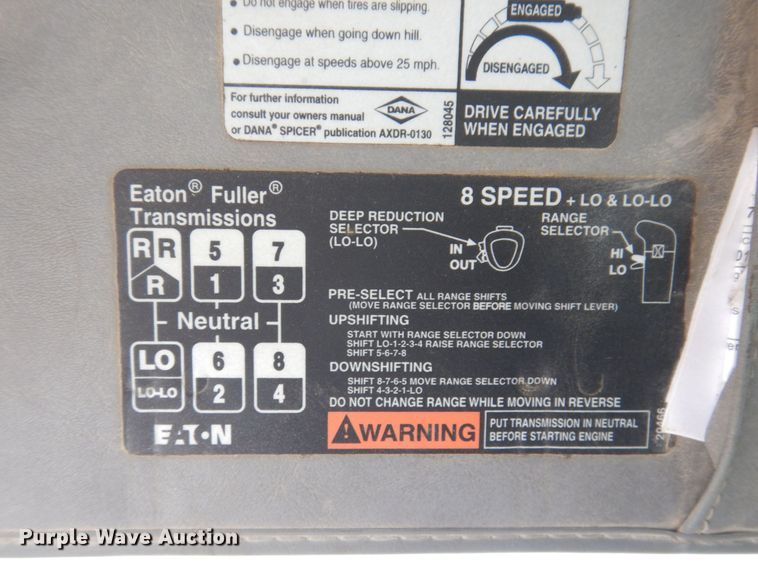 • Do not engage when tires are slipping.
• Disengage when going down hill.
• Disengage at speeds above 25 mph.
For further information
consult your owners manual
or DANA® SPICER® publication AXDR-0130
DANA
128045
ENGAGED
DISENGAGED
DRIVE CAREFULLY
WHEN ENGAGED
Eaton® Fuller®
Transmissions
8 SPEED + LO & LO-LO
R R 5 7
R 1 3
Neutral
LO 6 8
LO-LO 2 4
EATON
DEEP REDUCTION
SELECTOR
(LO-LO)
IN
OUT
RANGE
SELECTOR
HI
LO
PRE-SELECT ALL RANGE SHIFTS
(MOVE RANGE SELECTOR BEFORE MOVING SHIFT LEVER)
UPSHIFTING
START WITH RANGE SELECTOR DOWN
SHIFT LO-1-2-3-4 RAISE RANGE SELECTOR
SHIFT 5-6-7-8
DOWNSHIFTING
SHIFT 8-7-6-5 MOVE RANGE SELECTOR DOWN
SHIFT 4-3-2-1-LO
DO NOT CHANGE RANGE WHILE MOVING IN REVERSE
WARNING
PUT TRANSMISSION IN NEUTRAL
BEFORE STARTING ENGINE
20466
Purple Wave Auction